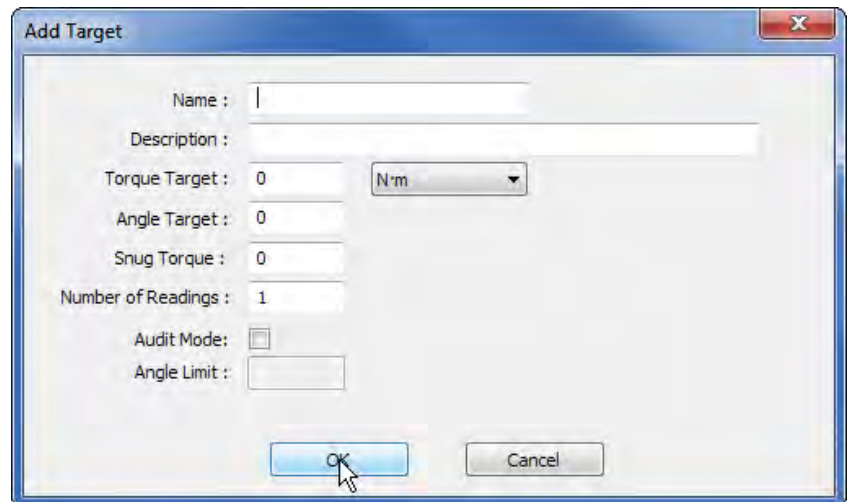 Add Target
Name :
Description :
Torque Target : 0 N·m
Angle Target : 0
Snug Torque : 0
Number of Readings : 1
Audit Mode:
Angle Limit :
OK Cancel